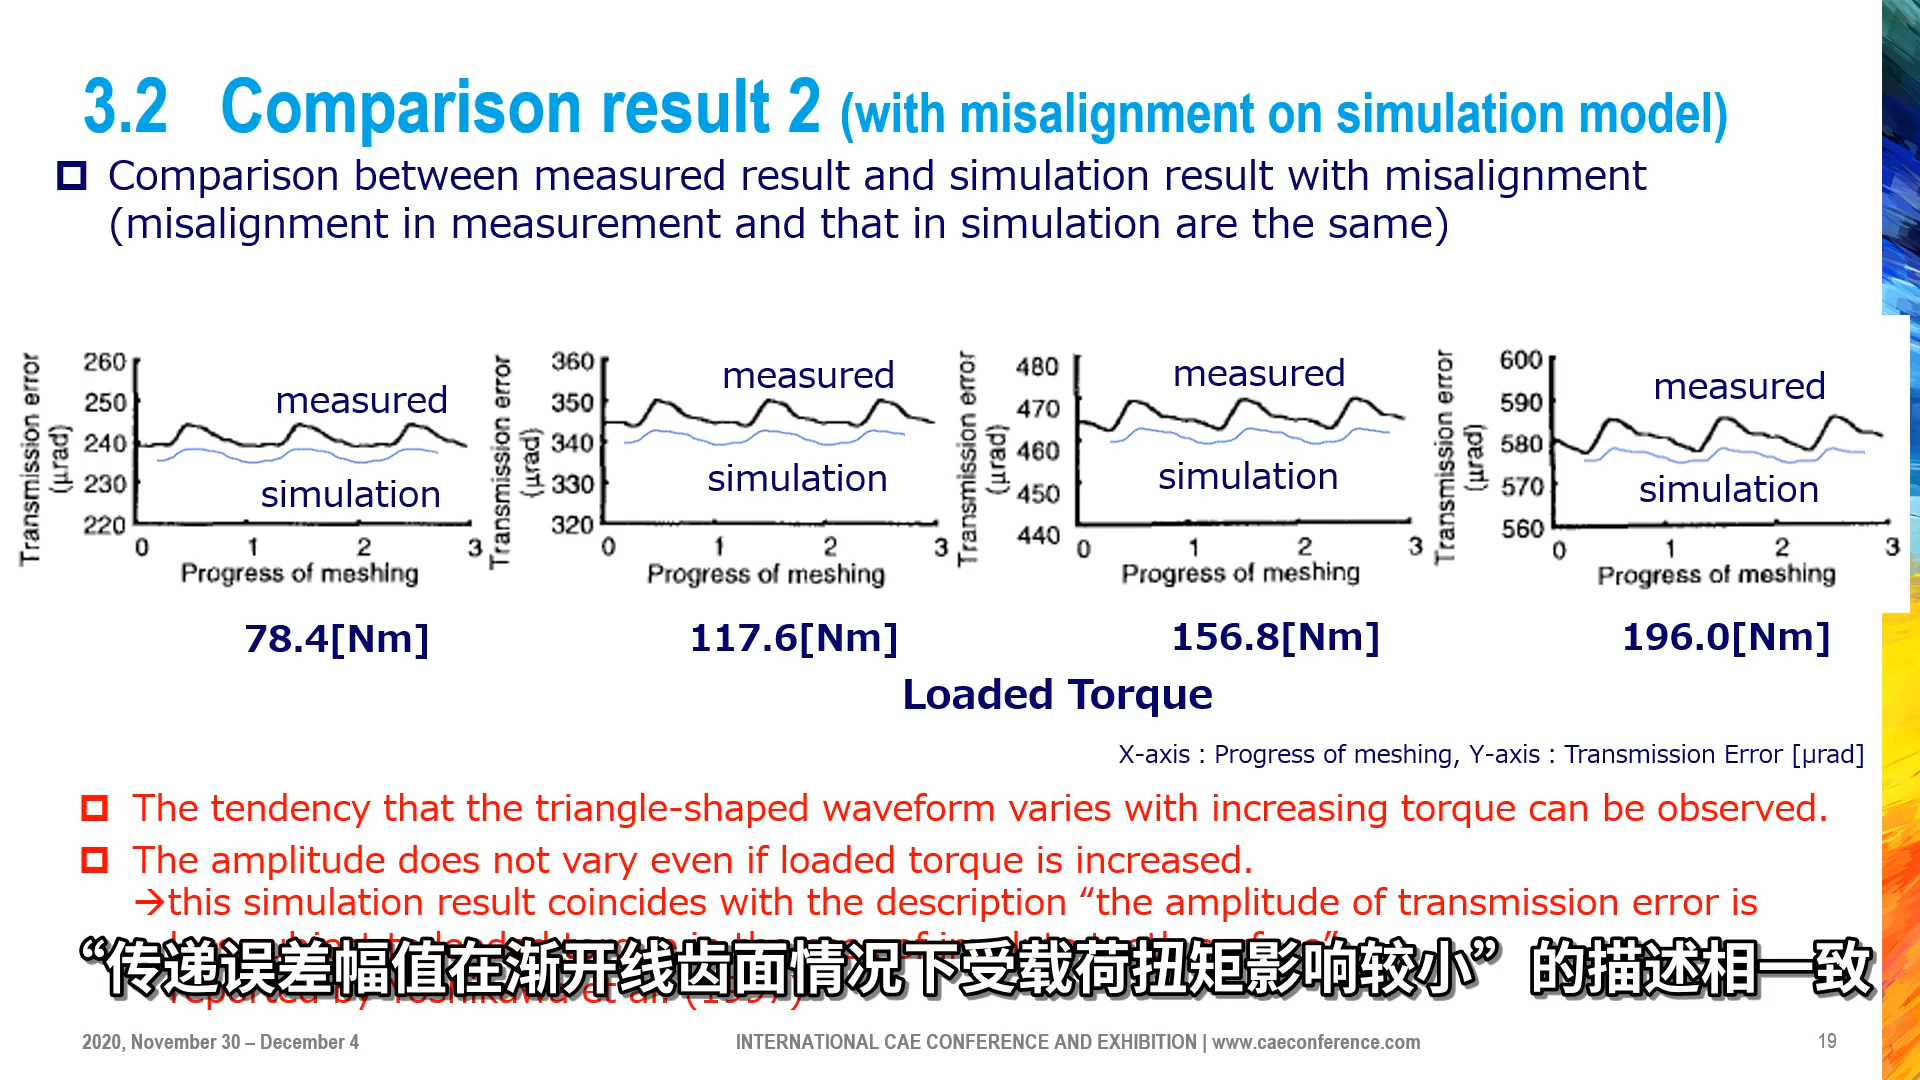 3.2 Comparison result 2 (with misalignment on simulation model)
Comparison between measured result and simulation result with misalignment
(misalignment in measurement and that in simulation are the same)
Transmission error
(μrad)
260
250
240
230
220
measured
simulation
0 1 2 3
Progress of meshing
78.4[Nm]
Transmission error
(μrad)
360
350
340
330
320
measured
simulation
0 1 2 3
Progress of meshing
117.6[Nm]
Transmission error
(μrad)
480
470
460
450
440
measured
simulation
0 1 2 3
Progress of meshing
156.8[Nm]
Transmission error
(μrad)
600
590
580
570
560
measured
simulation
0 1 2 3
Progress of meshing
196.0[Nm]
Loaded Torque
X-axis : Progress of meshing, Y-axis : Transmission Error [μrad]
The tendency that the triangle-shaped waveform varies with increasing torque can be observed.
The amplitude does not vary even if loaded torque is increased.
→this simulation result coincides with the description “the amplitude of transmission error is
reported by Yoshikawa et al. (1997)
“传递误差幅值在渐开线齿面情况下受载荷扭矩影响较小”的描述相一致
2020, November 30 – December 4
INTERNATIONAL CAE CONFERENCE AND EXHIBITION | www.caeconference.com
19